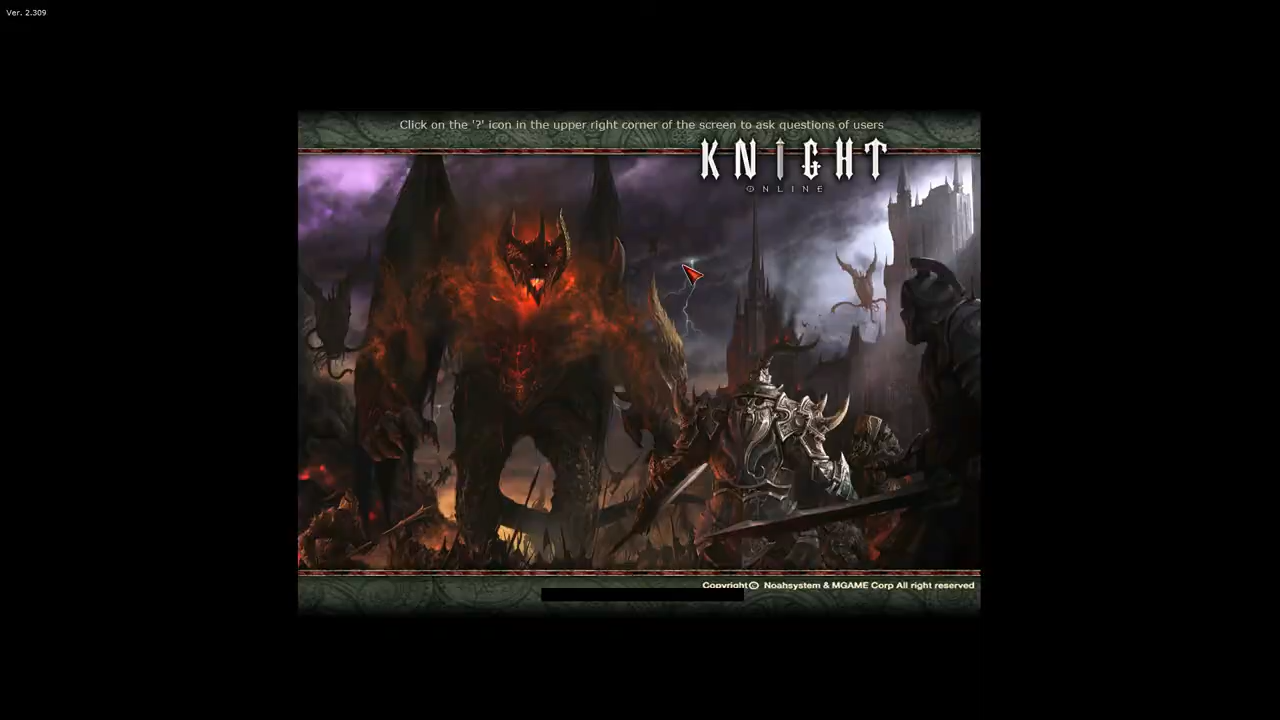 Ver. 2.309
Click on the '?' icon in the upper right corner of the screen to ask questions of users
KNIGHT
ONLINE
Copyright© Noahsystem & MGAME Corp All right reserved